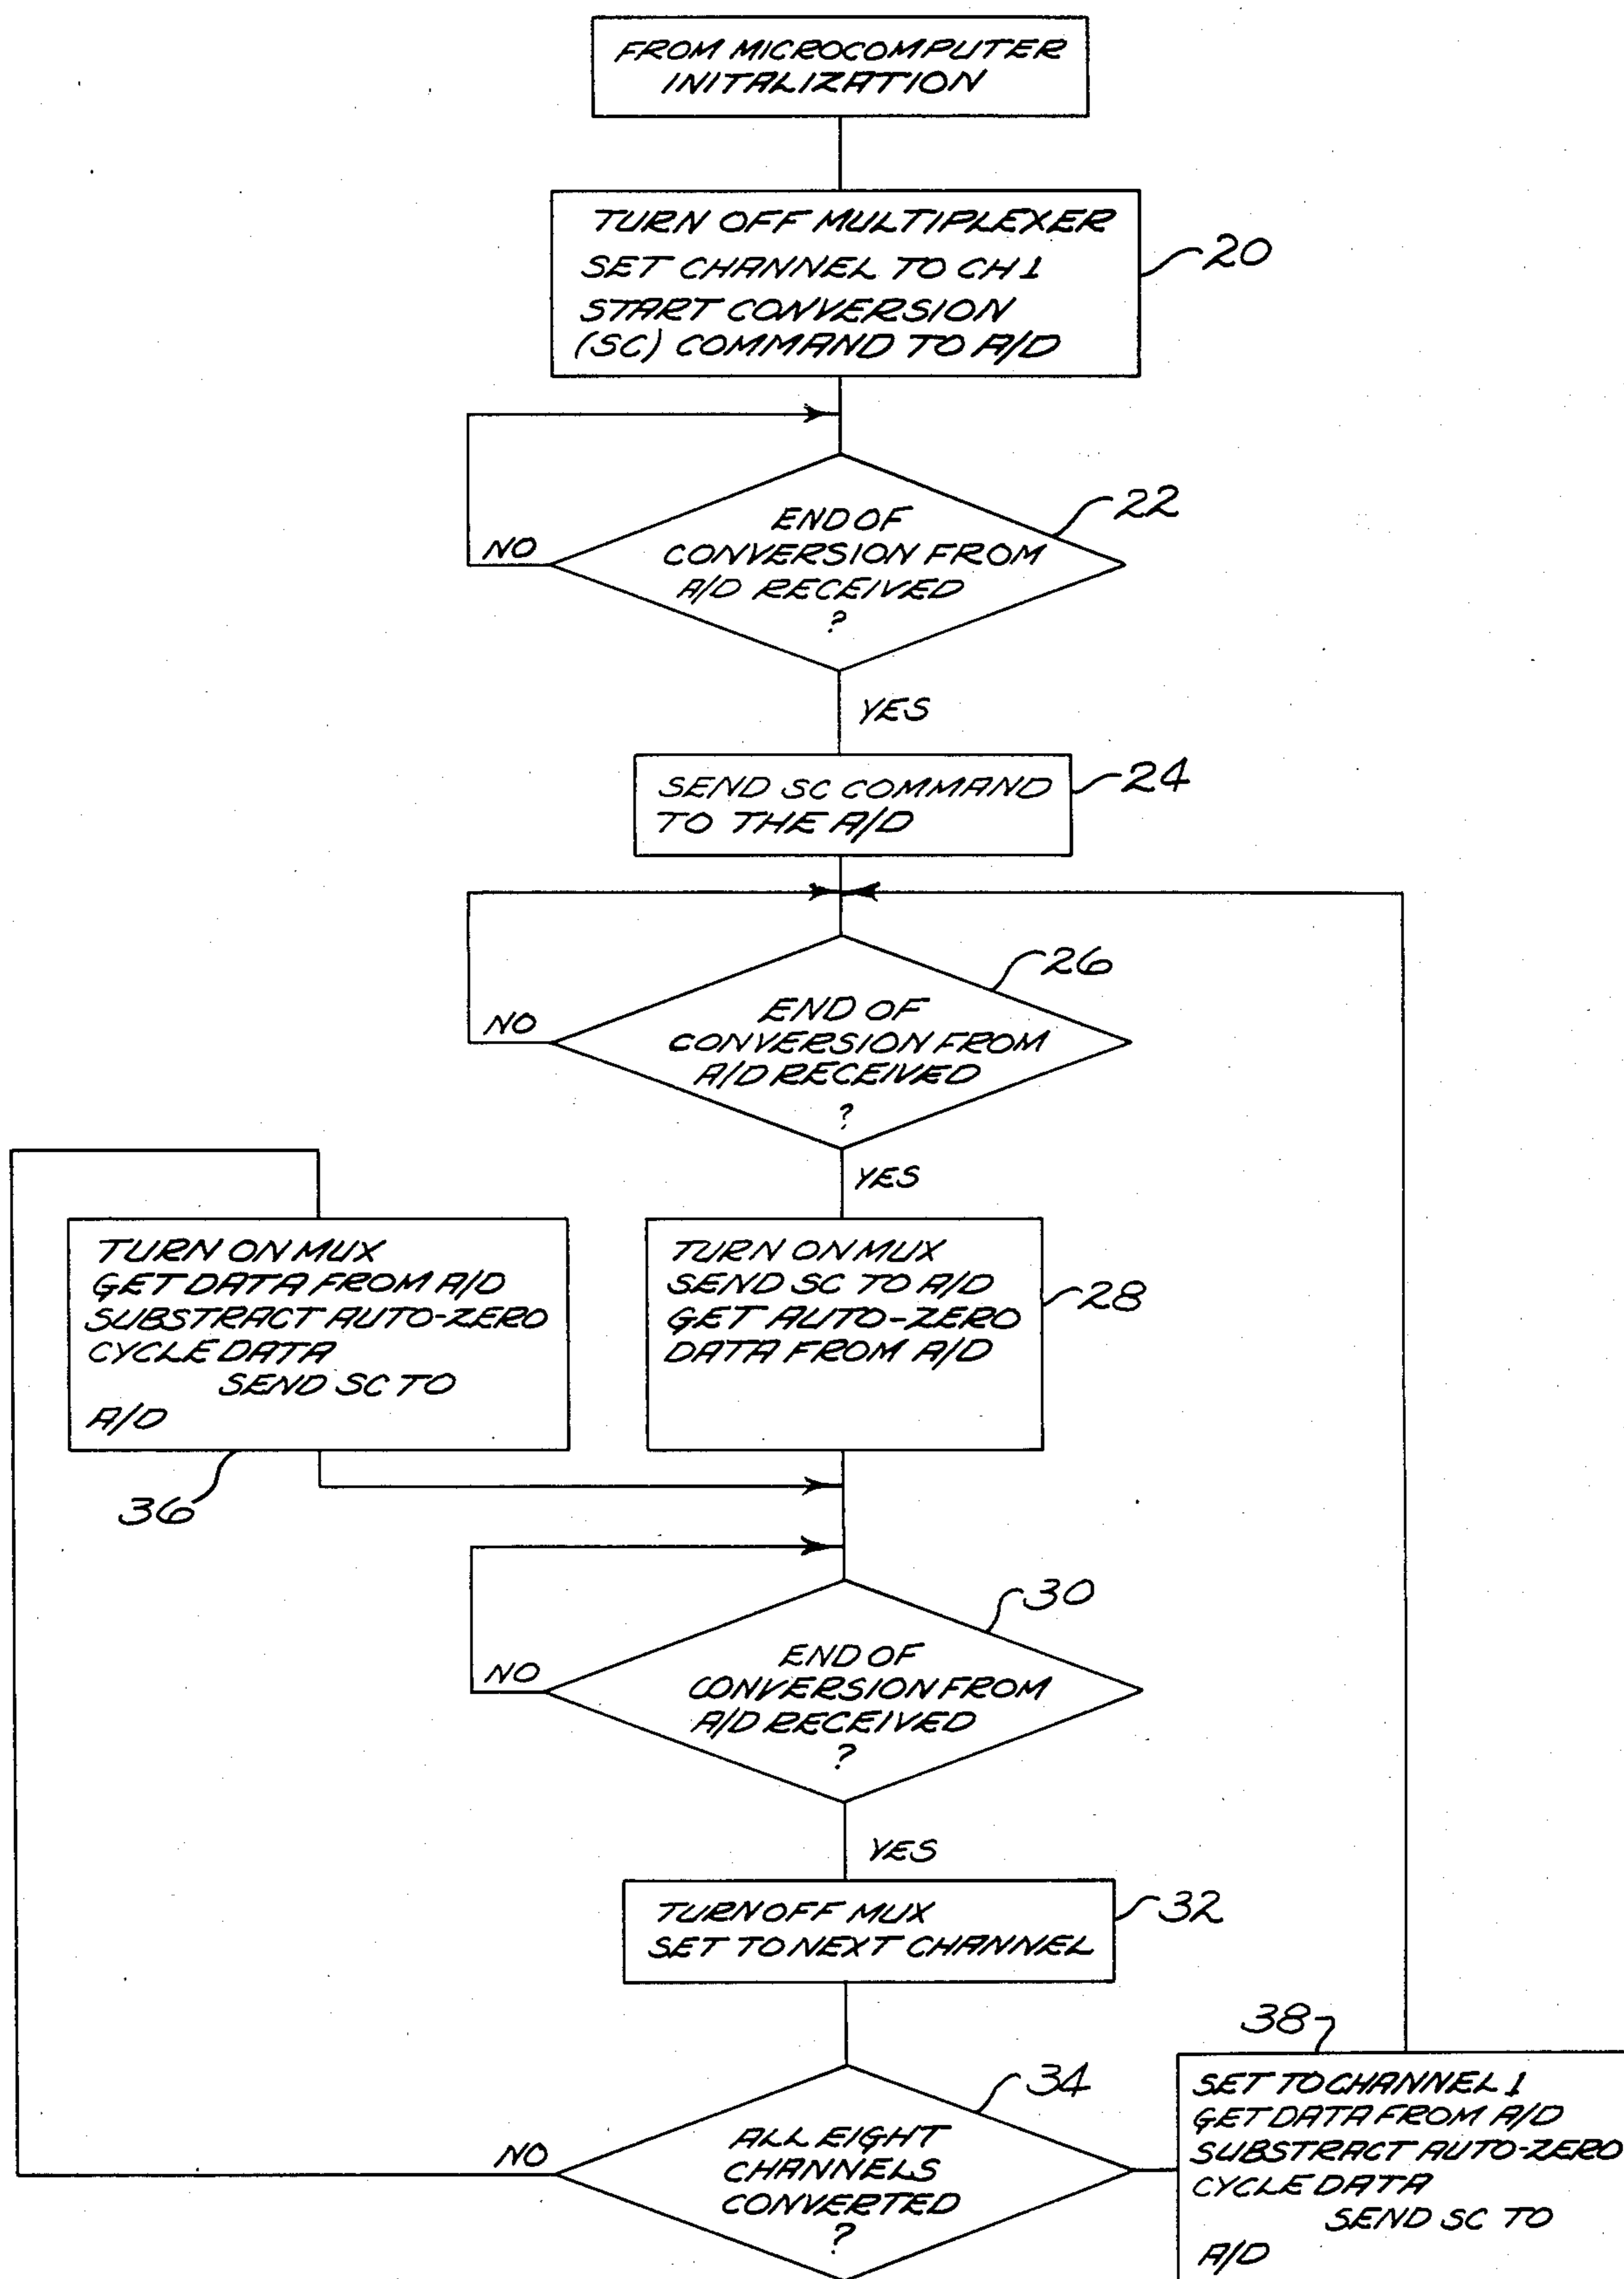 FROM MICROCOMPUTER
INITALIZATION
TURN OFF MULTIPLEXER
SET CHANNEL TO CH 1
START CONVERSION
(SC) COMMAND TO A/D
20
END OF
CONVERSION FROM
A/D RECEIVED
?
22
NO
YES
SEND SC COMMAND
TO THE A/D
24
END OF
CONVERSION FROM
A/D RECEIVED
?
26
NO
YES
TURN ON MUX
GET DATA FROM A/D
SUBSTRACT AUTO-ZERO
CYCLE DATA
SEND SC TO
A/D
36
TURN ON MUX
SEND SC TO A/D
GET AUTO-ZERO
DATA FROM A/D
28
END OF
CONVERSION FROM
A/D RECEIVED
?
30
NO
YES
TURN OFF MUX
SET TO NEXT CHANNEL
32
ALL EIGHT
CHANNELS
CONVERTED
?
34
NO
38
SET TO CHANNEL 1
GET DATA FROM A/D
SUBSTRACT AUTO-ZERO
CYCLE DATA
SEND SC TO
A/D